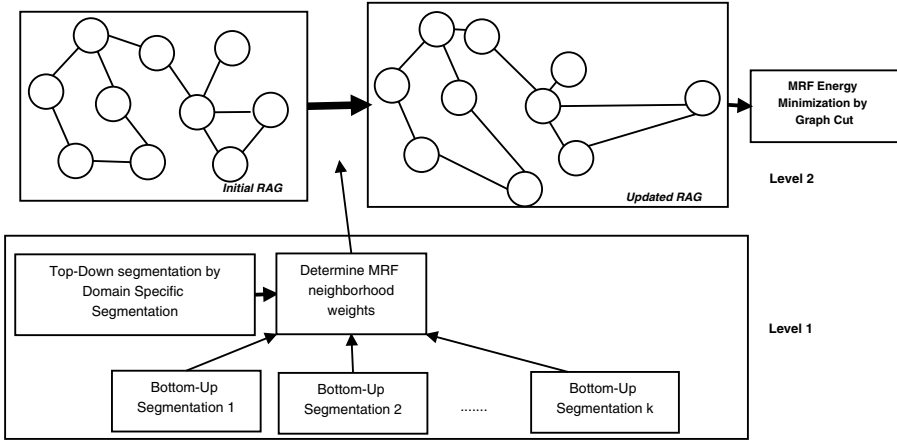 Initial RAG
Updated RAG
MRF Energy
Minimization by
Graph Cut
Level 2
Top-Down segmentation by
Domain Specific
Segmentation
Determine MRF
neighborhood
weights
Level 1
Bottom-Up
Segmentation 1
Bottom-Up
Segmentation 2
.......
Bottom-Up
Segmentation k